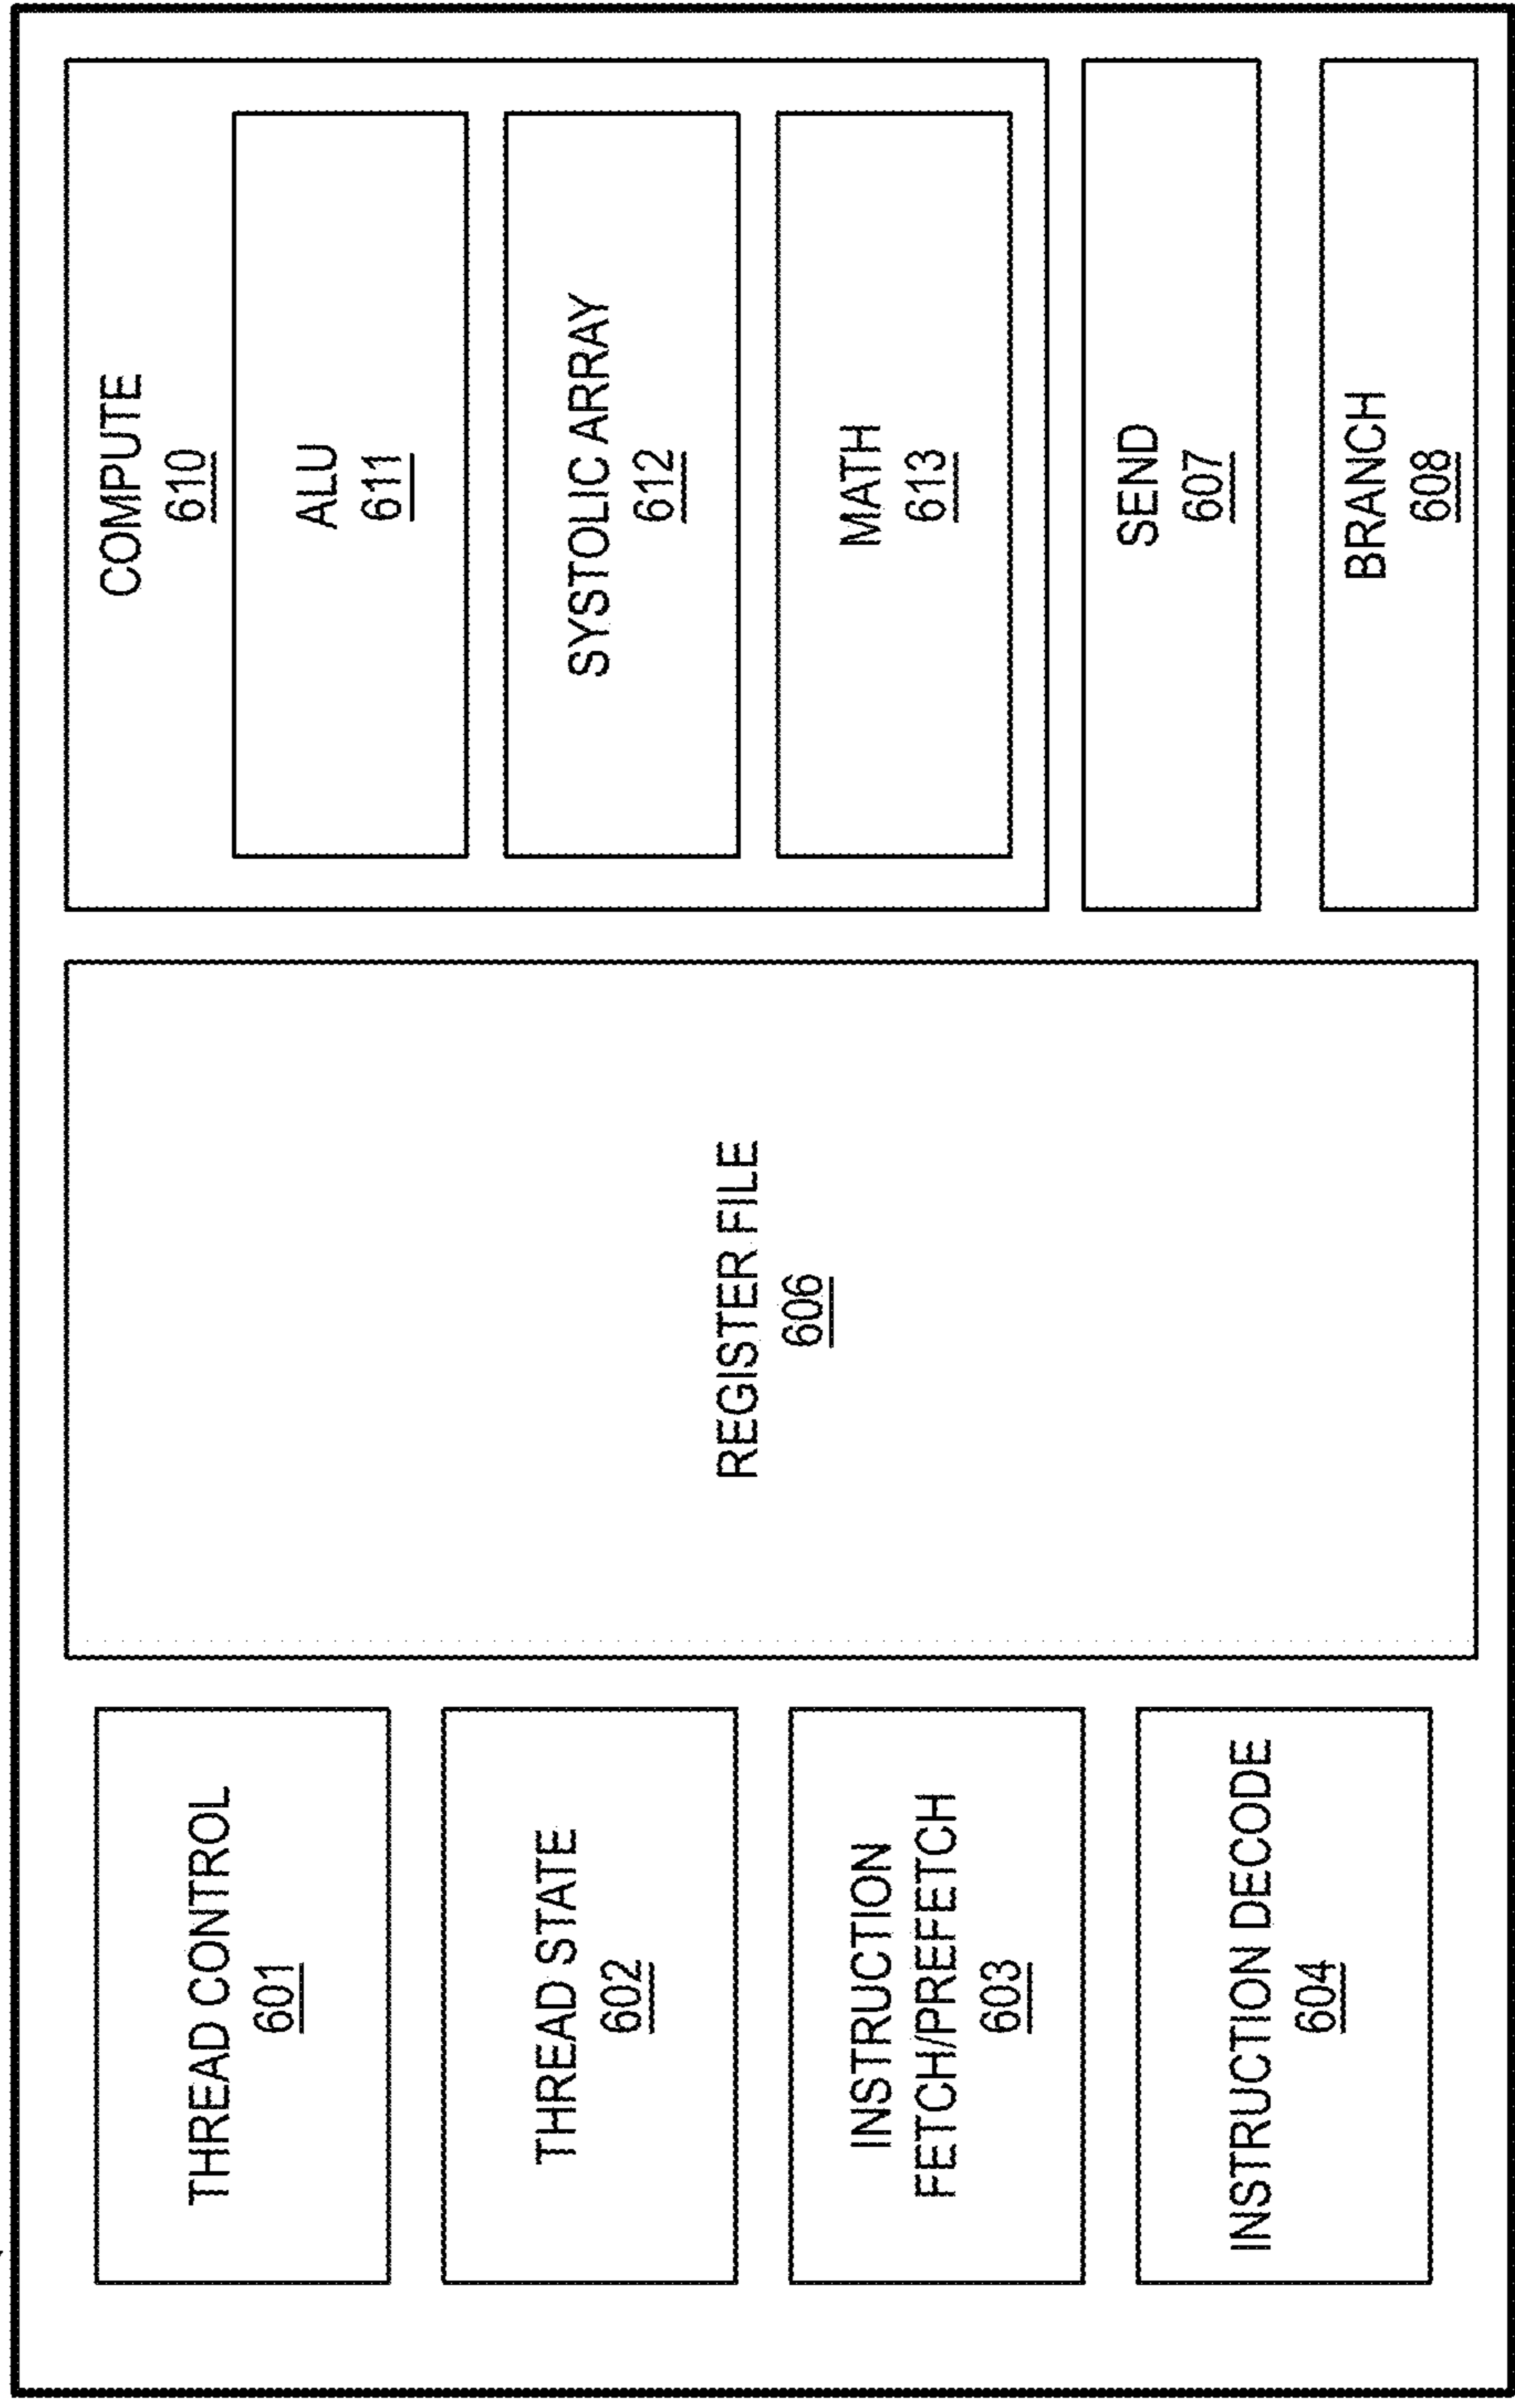 THREAD CONTROL
601
THREAD STATE
602
INSTRUCTION
FETCH/PREFETCH
603
INSTRUCTION DECODE
604
REGISTER FILE
606
COMPUTE
610
ALU
611
SYSTOLIC ARRAY
612
MATH
613
SEND
607
BRANCH
608